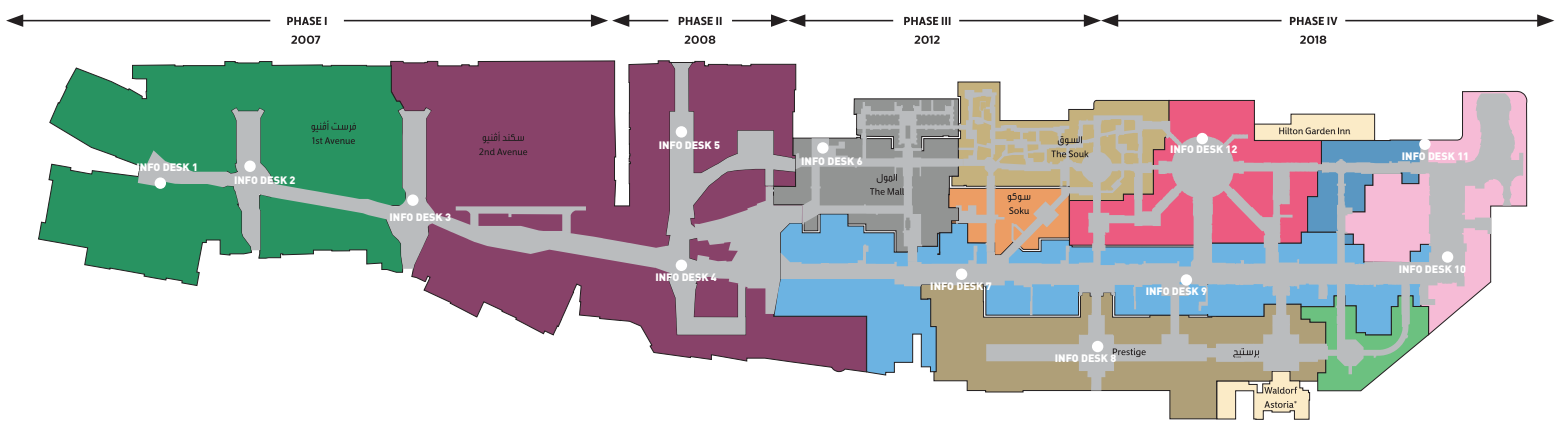 PHASE I
2007
PHASE II
2008
PHASE III
2012
PHASE IV
2018
فرست أڤنيو
1st Avenue
سكند أڤنيو
2nd Avenue
INFO DESK 1
INFO DESK 2
INFO DESK 3
INFO DESK 4
INFO DESK 5
INFO DESK 6
المول
The Mall
السوق
The Souk
سوكو
Soku
INFO DESK 12
Hilton Garden Inn
INFO DESK 11
INFO DESK 10
INFO DESK 7
INFO DESK 9
INFO DESK 8
Prestige
برستيج
Waldorf
Astoria*